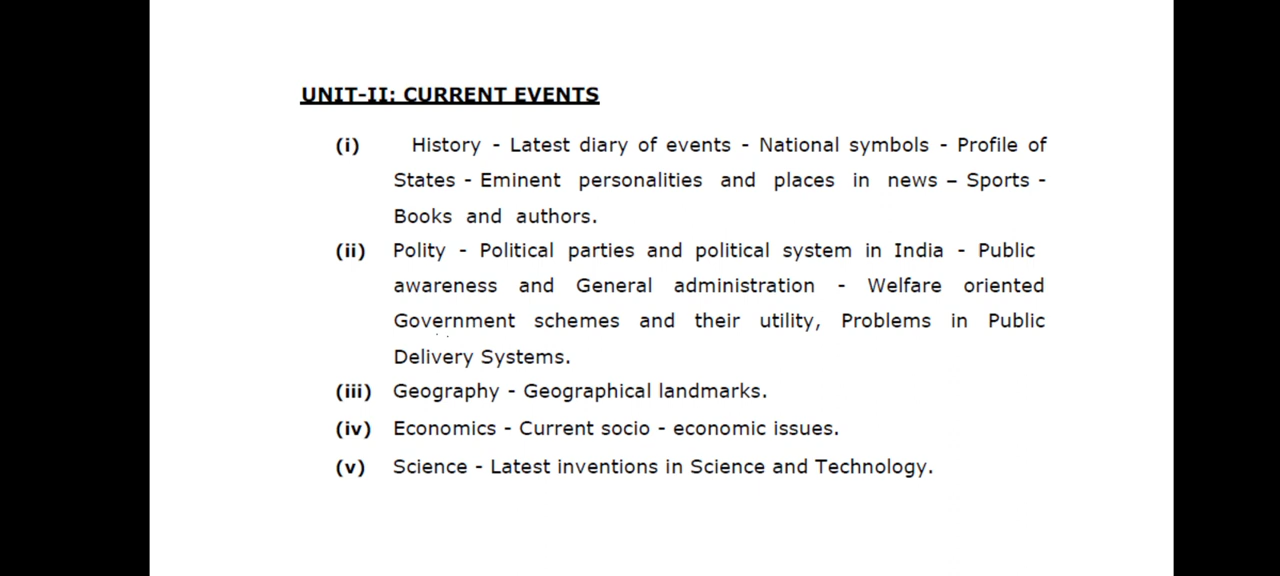 UNIT-II: CURRENT EVENTS
(i) History - Latest diary of events - National symbols - Profile of
States - Eminent personalities and places in news – Sports -
Books and authors.
(ii) Polity - Political parties and political system in India - Public
awareness and General administration - Welfare oriented
Government schemes and their utility, Problems in Public
Delivery Systems.
(iii) Geography - Geographical landmarks.
(iv) Economics - Current socio - economic issues.
(v) Science - Latest inventions in Science and Technology.